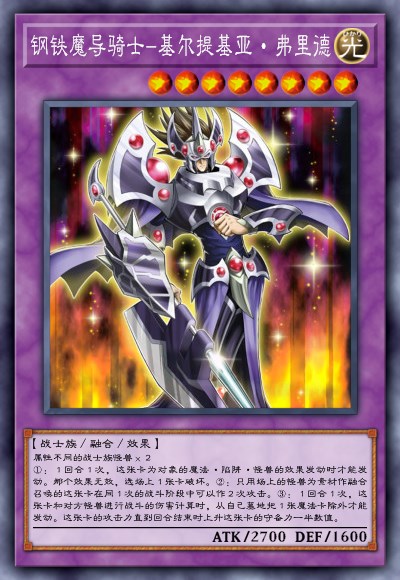 钢铁魔导骑士-基尔提基亚·弗里德
光
ひかり
【战士族／融合／效果】
属性不同的战士族怪兽×2
①：1回合1次，这张卡为对象的魔法·陷阱·怪兽的效果发动时才能发
动。那个效果无效，选场上1张卡破坏。②：只用场上的怪兽为素材作融合
召唤的这张卡在同1次的战斗阶段中可以作2次攻击。③：1回合1次，这
张卡和对方怪兽进行战斗的伤害计算时，从自己墓地把1张魔法卡除外才能
发动。这张卡的攻击力直到回合结束时上升这张卡的守备力一半数值。
ATK/2700 DEF/1600